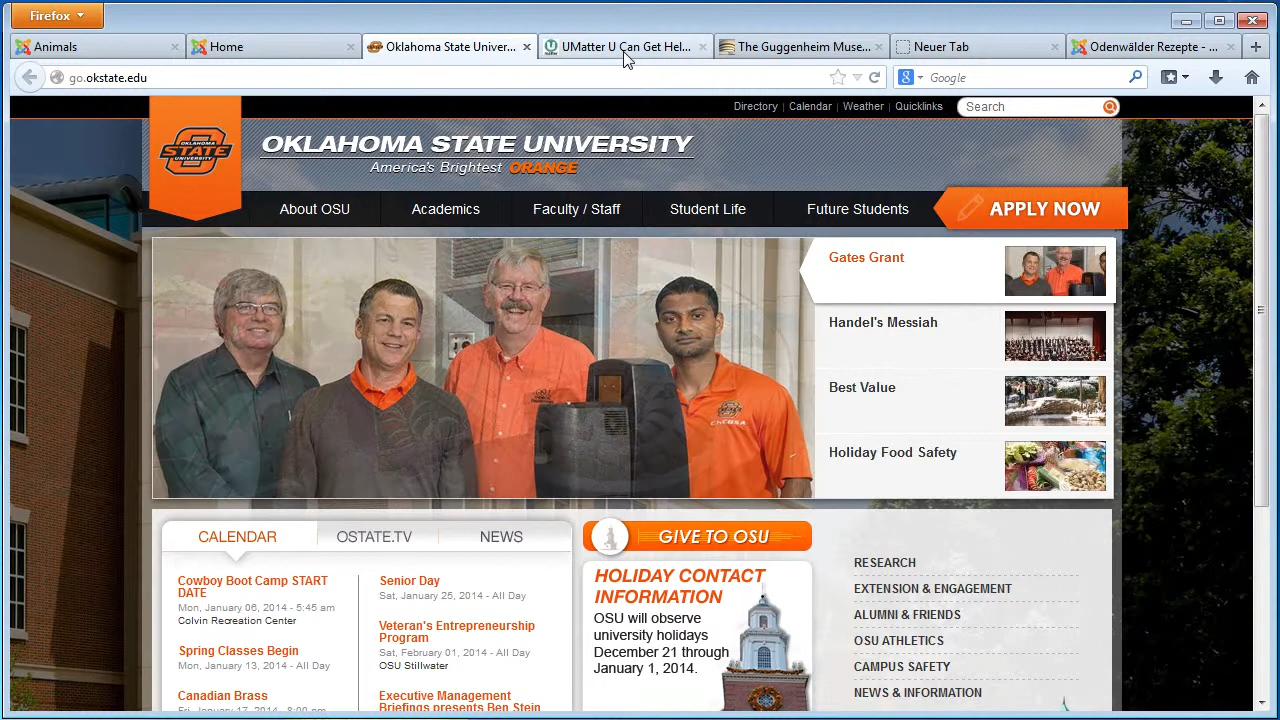 Firefox
Animals
Home
Oklahoma State Univer...
UMatter U Can Get Hel...
The Guggenheim Muse...
Neuer Tab
Odenwälder Rezepte - ...
go.okstate.edu
Google
Directory | Calendar | Weather | Quicklinks
Search
OKLAHOMA STATE UNIVERSITY
America's Brightest ORANGE
STATE
About OSU
Academics
Faculty / Staff
Student Life
Future Students
APPLY NOW
Gates Grant
Handel's Messiah
Best Value
Holiday Food Safety
CALENDAR
OSTATE.TV
NEWS
Cowboy Boot Camp START
DATE
Mon, January 06, 2014 - 5:45 am
Colvin Recreation Center
Spring Classes Begin
Mon, January 13, 2014 - All Day
Canadian Brass
Fri, January 17, 2014 - 8:00 am
Senior Day
Sat, January 25, 2014 - All Day
Veteran's Entrepreneurship
Program
Sat, February 01, 2014 - All Day
OSU Stillwater
Executive Management
Briefings presents Ben Stein
GIVE TO OSU
HOLIDAY CONTACT
INFORMATION
OSU will observe
university holidays
December 21 through
January 1, 2014.
RESEARCH
EXTENSION & ENGAGEMENT
ALUMNI & FRIENDS
OSU ATHLETICS
CAMPUS SAFETY
NEWS & INFORMATION